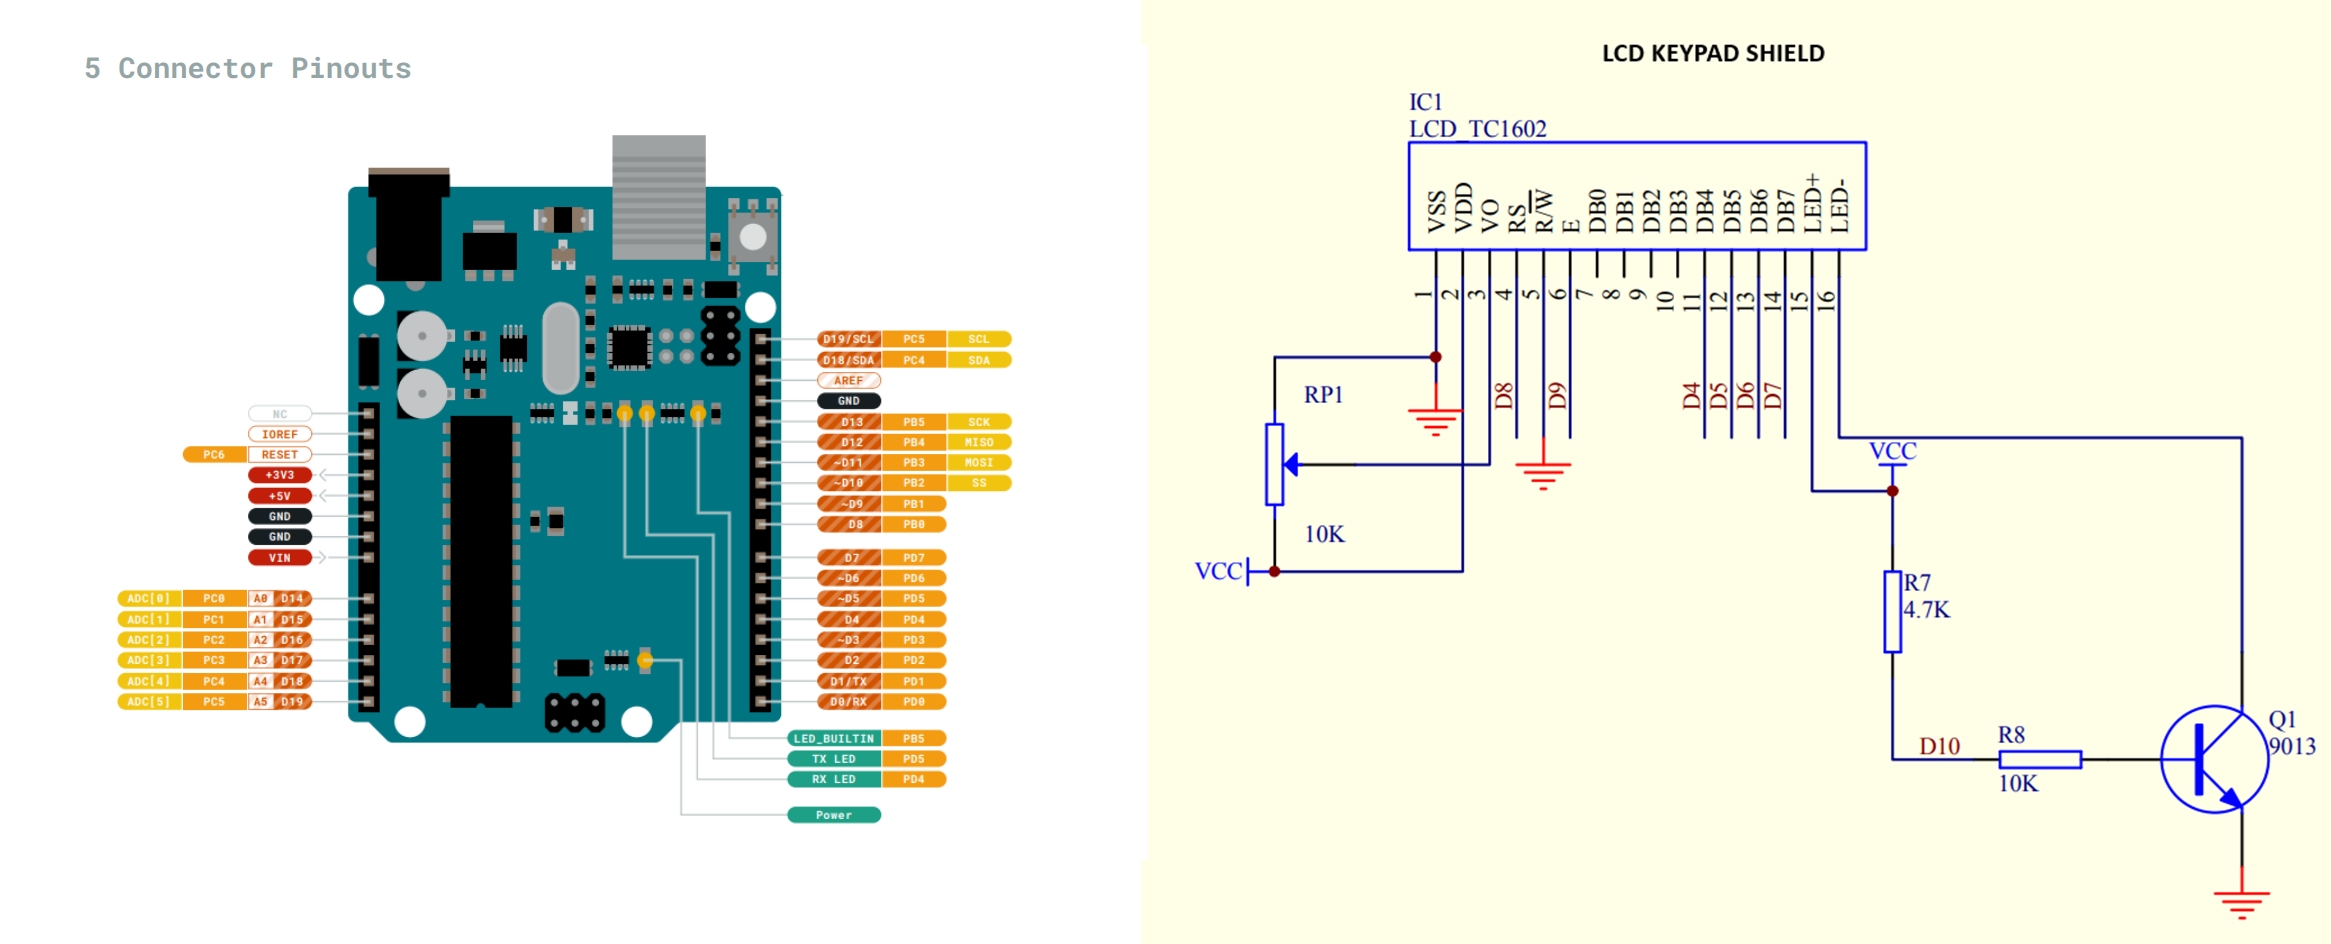 5 Connector Pinouts
NC
IOREF
PC6 RESET
+3V3
+5V
GND
GND
VIN
ADC[0] PC0 A0 D14
ADC[1] PC1 A1 D15
ADC[2] PC2 A2 D16
ADC[3] PC3 A3 D17
ADC[4] PC4 A4 D18
ADC[5] PC5 A5 D19
D19/SCL PC5 SCL
D18/SDA PC4 SDA
AREF
GND
D13 PB5 SCK
D12 PB4 MISO
~D11 PB3 MOSI
~D10 PB2 SS
~D9 PB1
D8 PB0
D7 PD7
~D6 PD6
~D5 PD5
D4 PD4
~D3 PD3
D2 PD2
D1/TX PD1
D0/RX PD0
LED_BUILTIN PB5
TX LED PD5
RX LED PD4
Power
LCD KEYPAD SHIELD
IC1
LCD_TC1602
VSS
VDD
VO
RS
R/W
E
DB0
DB1
DB2
DB3
DB4
DB5
DB6
DB7
LED+
LED-
1
2
3
4
5
6
7
8
9
10
11
12
13
14
15
16
D8
D9
D4
D5
D6
D7
RP1
10K
VCC
VCC
R7
4.7K
D10
R8
10K
Q1
9013